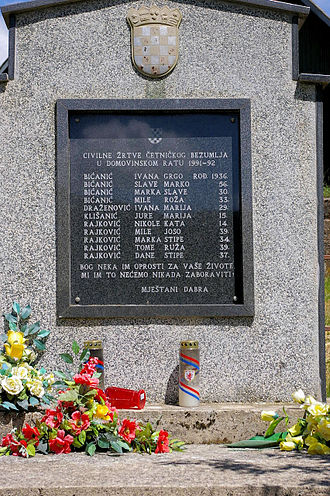 CIVILNE ŽRTVE ČETNIČKOG BEZUMLJA
U DOMOVINSKOM RATU 1991-92
BIĆANIĆ IVANA GRGO ROĐ 1936.
BIĆANIĆ SLAVE MARKO 56.
BIĆANIĆ MARKA SLAVE 30.
BIĆANIĆ MILE ROŽA 33.
DRAŽENOVIĆ IVANA MARIJA 29.
KLIŠANIĆ JURE MARIJA 15.
RAJKOVIĆ NIKOLE KATA 14.
RAJKOVIĆ MILE JOSO 39.
RAJKOVIĆ MARKA STIPE 34.
RAJKOVIĆ TOME RUŽA 39.
RAJKOVIĆ DANE STIPE 37.
BOG NEKA IM OPROSTI ZA VAŠE ŽIVOTE
MI IM TO NEĆEMO NIKADA ZABORAVITI
MJEŠTANI DABRA